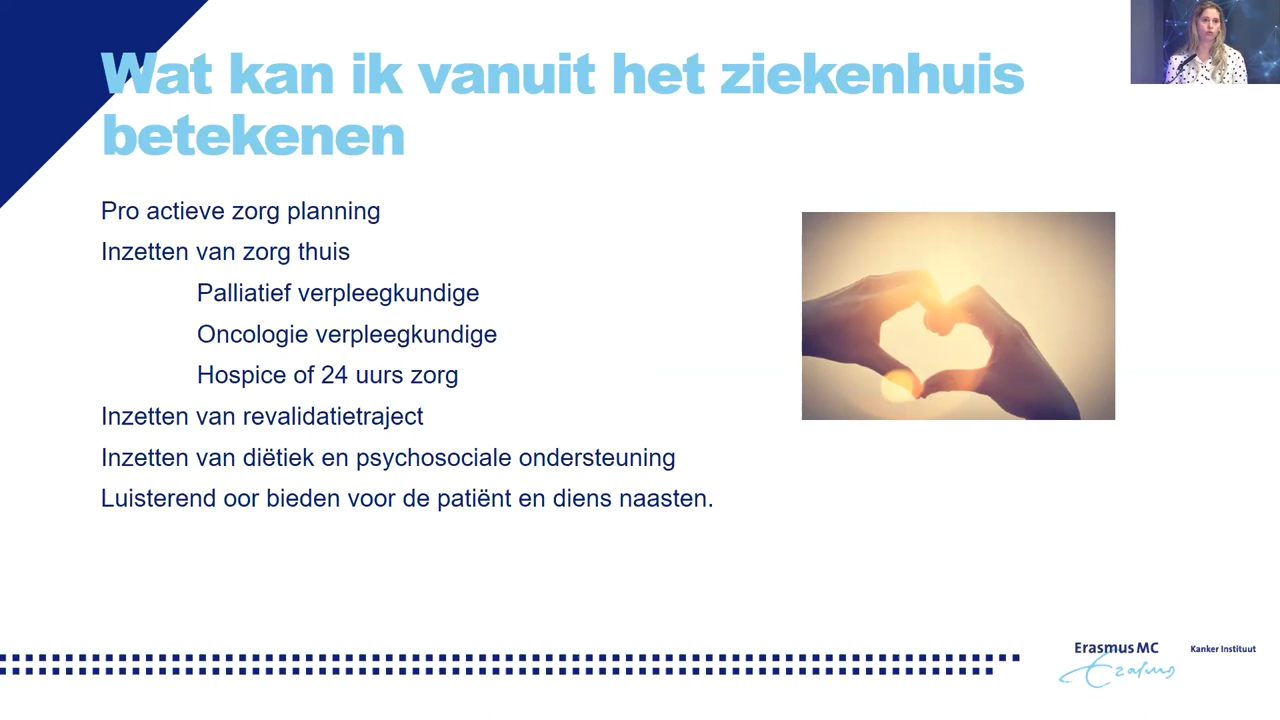 Wat kan ik vanuit het ziekenhuis
betekenen
Pro actieve zorg planning
Inzetten van zorg thuis
Palliatief verpleegkundige
Oncologie verpleegkundige
Hospice of 24 uurs zorg
Inzetten van revalidatietraject
Inzetten van diëtiek en psychosociale ondersteuning
Luisterend oor bieden voor de patiënt en diens naasten.
Erasmus MC
Kanker Instituut
Erasmus